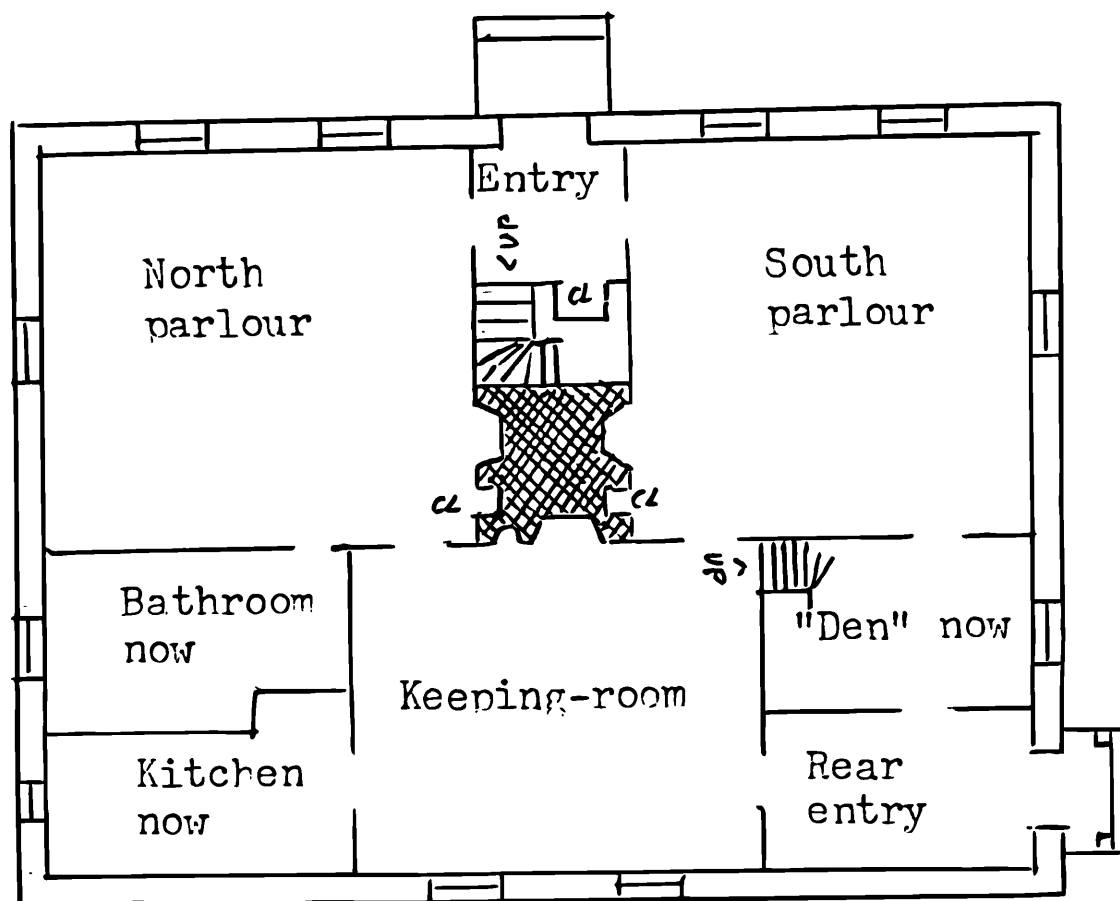 Entry
UP
North
parlour
CL
South
parlour
CL
CL
Bathroom
now
"Den" now
Keeping-room
Kitchen
now
Rear
entry